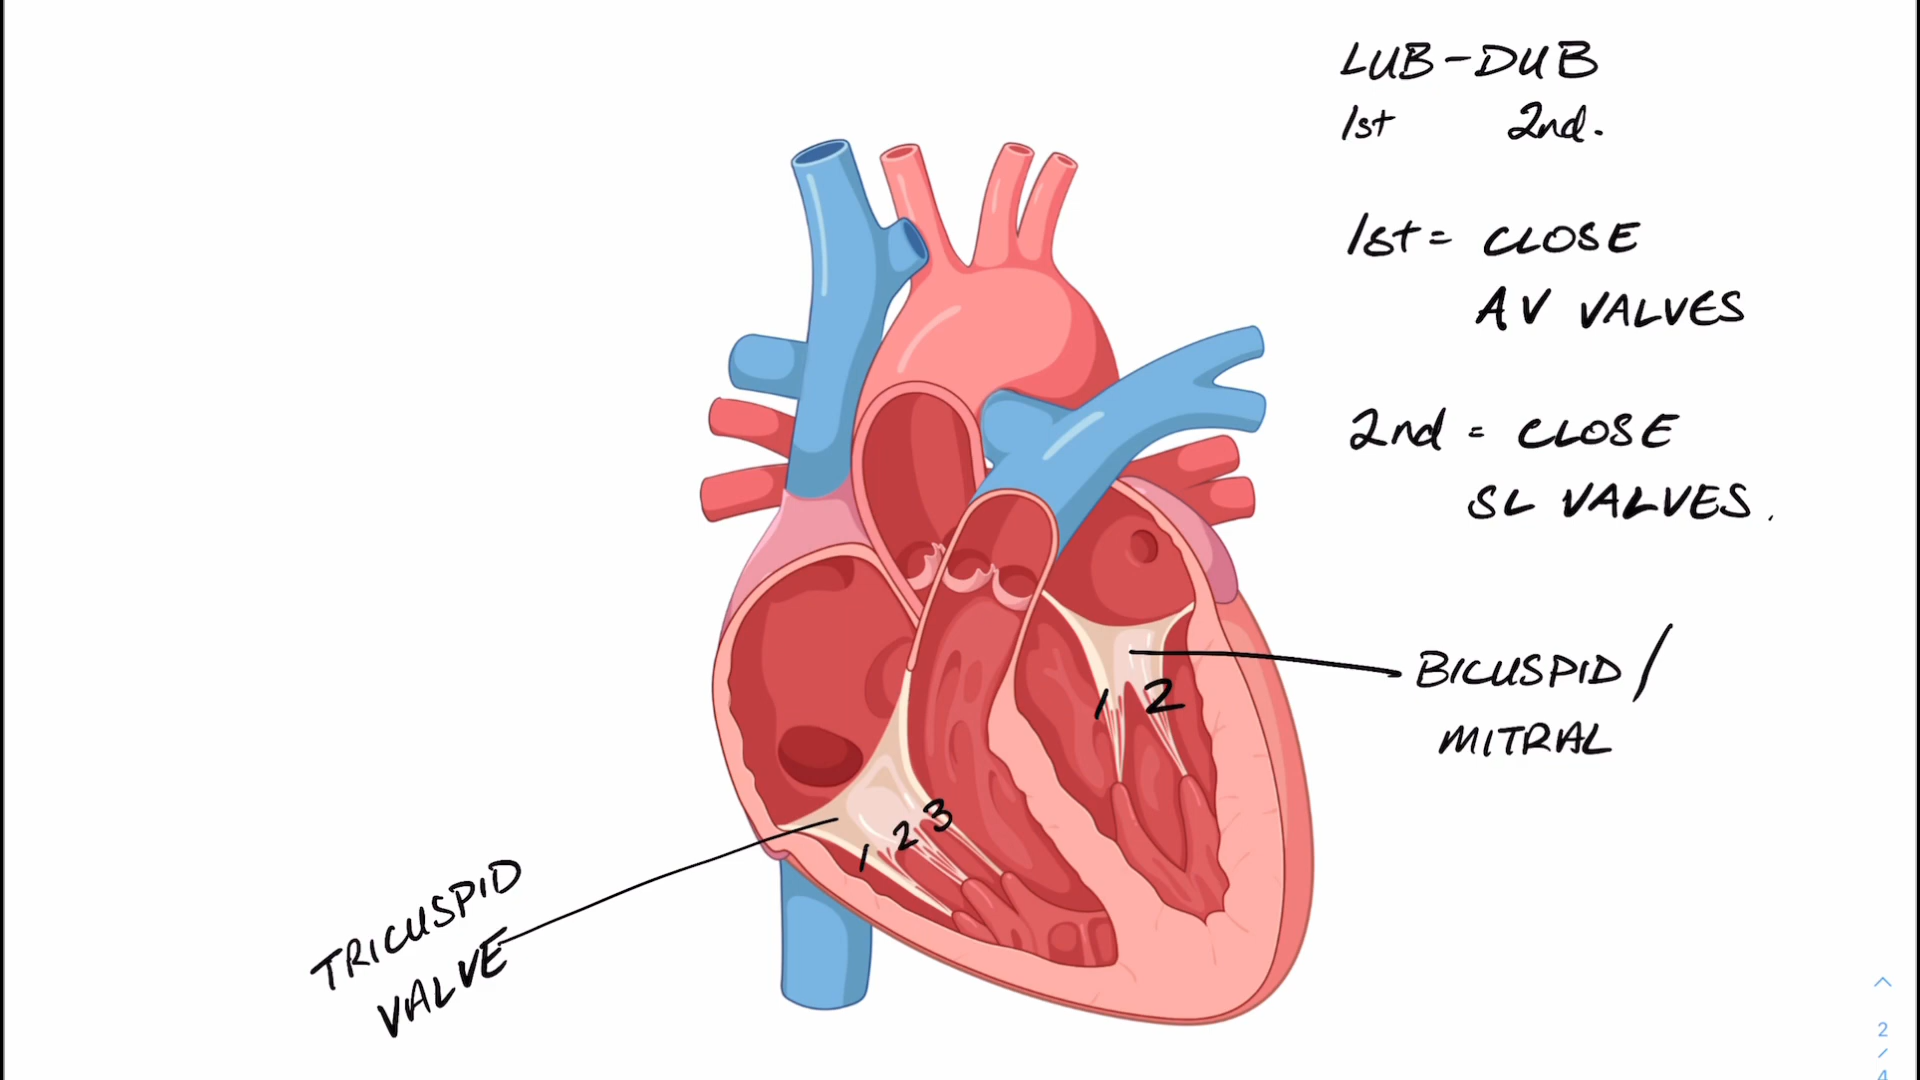 LUB-DUB
1st 2nd.
1st = CLOSE
AV VALVES
2nd = CLOSE
SL VALVES.
BICUSPID/
MITRAL
1 2
1 2 3
TRICUSPID
VALVE
2
/
4